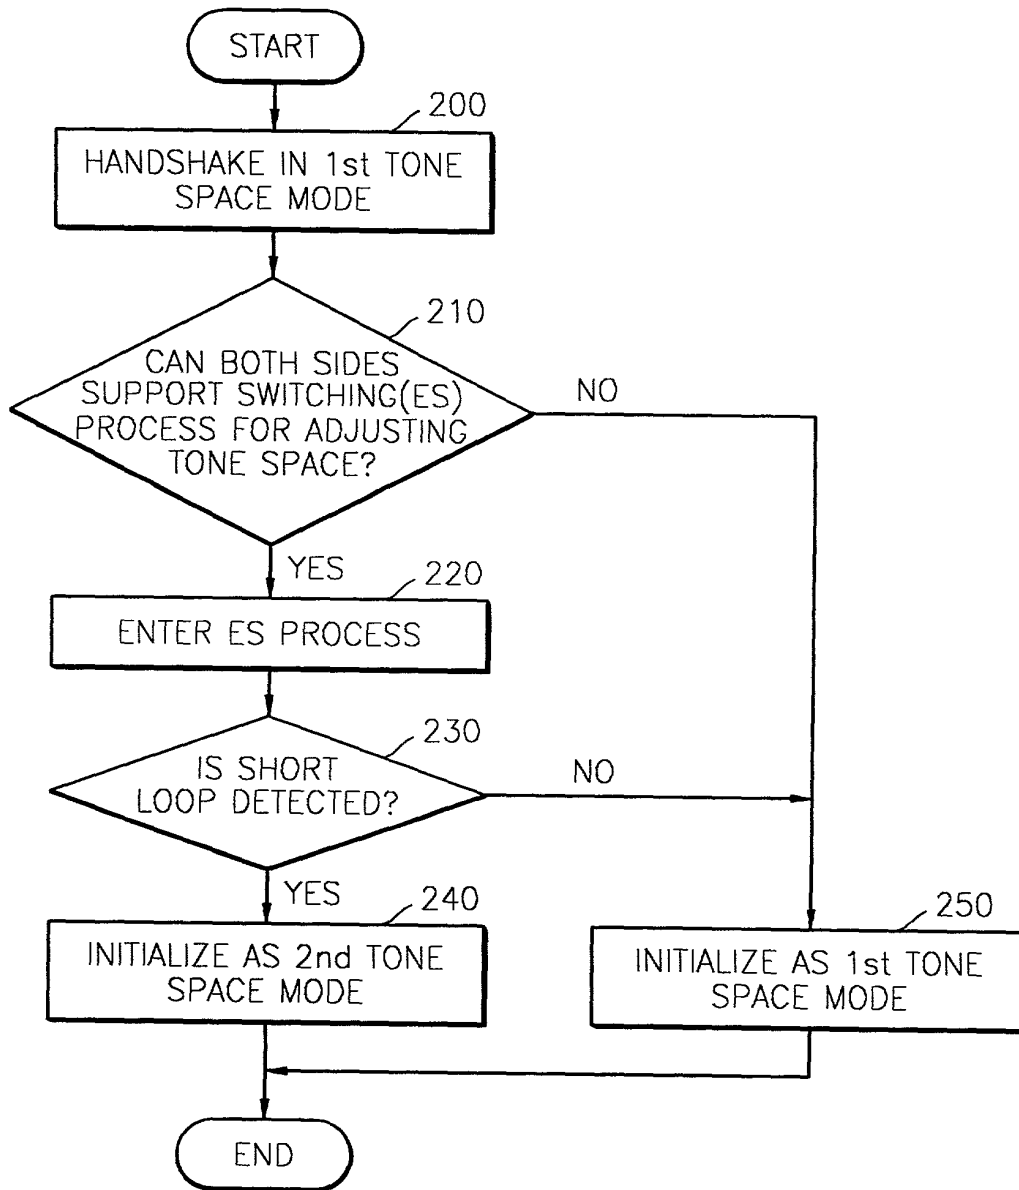 START
200
HANDSHAKE IN 1st TONE
SPACE MODE
210
CAN BOTH SIDES
SUPPORT SWITCHING(ES)
PROCESS FOR ADJUSTING
TONE SPACE?
NO
YES
220
ENTER ES PROCESS
230
IS SHORT
LOOP DETECTED?
NO
YES
240
INITIALIZE AS 2nd TONE
SPACE MODE
250
INITIALIZE AS 1st TONE
SPACE MODE
END